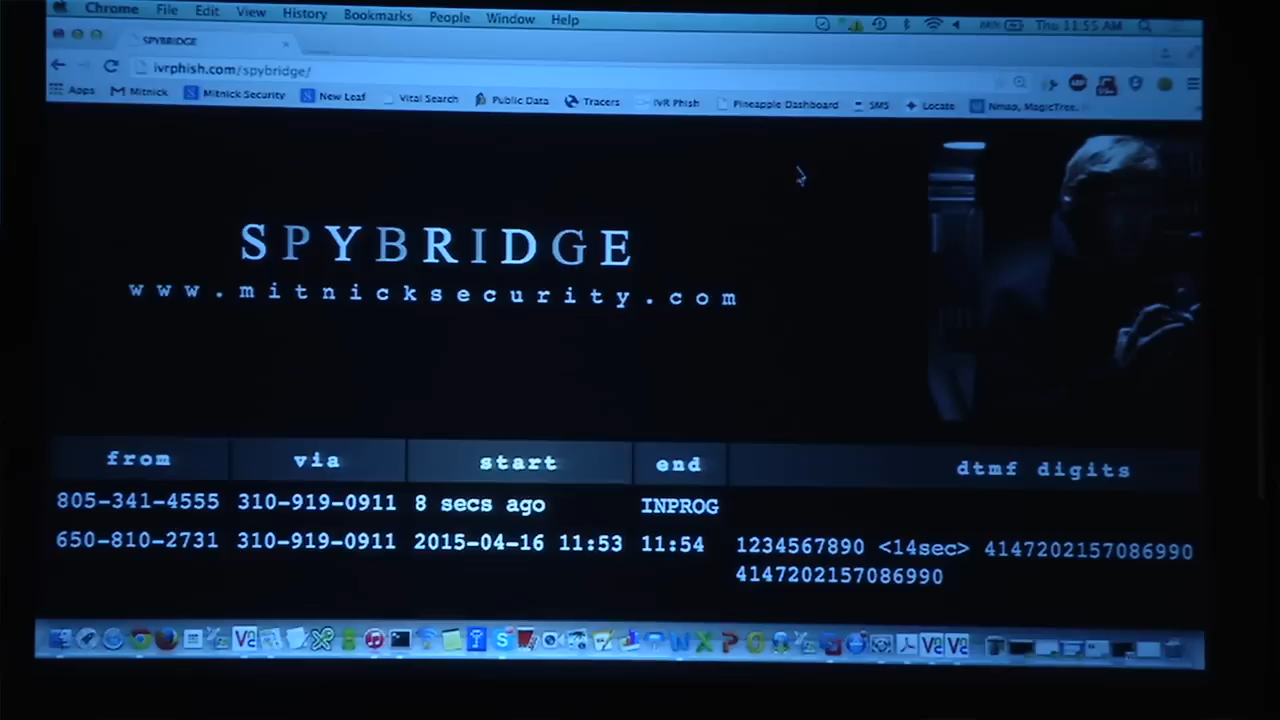 Chrome File Edit View History Bookmarks People Window Help Thu 11:55 AM
SPYBRIDGE
ivrphish.com/spybridge/
Apps Mitnick Mitnick Security New Leaf Vital Search Public Data Tracers IVR Phish Pineapple Dashboard SMS Locate Nmap, MagicTree,
SPYBRIDGE
www.mitnicksecurity.com
from via start end dtmf digits
805-341-4555 310-919-0911 8 secs ago INPROG
650-810-2731 310-919-0911 2015-04-16 11:53 11:54 1234567890 <14sec> 4147202157086990
4147202157086990